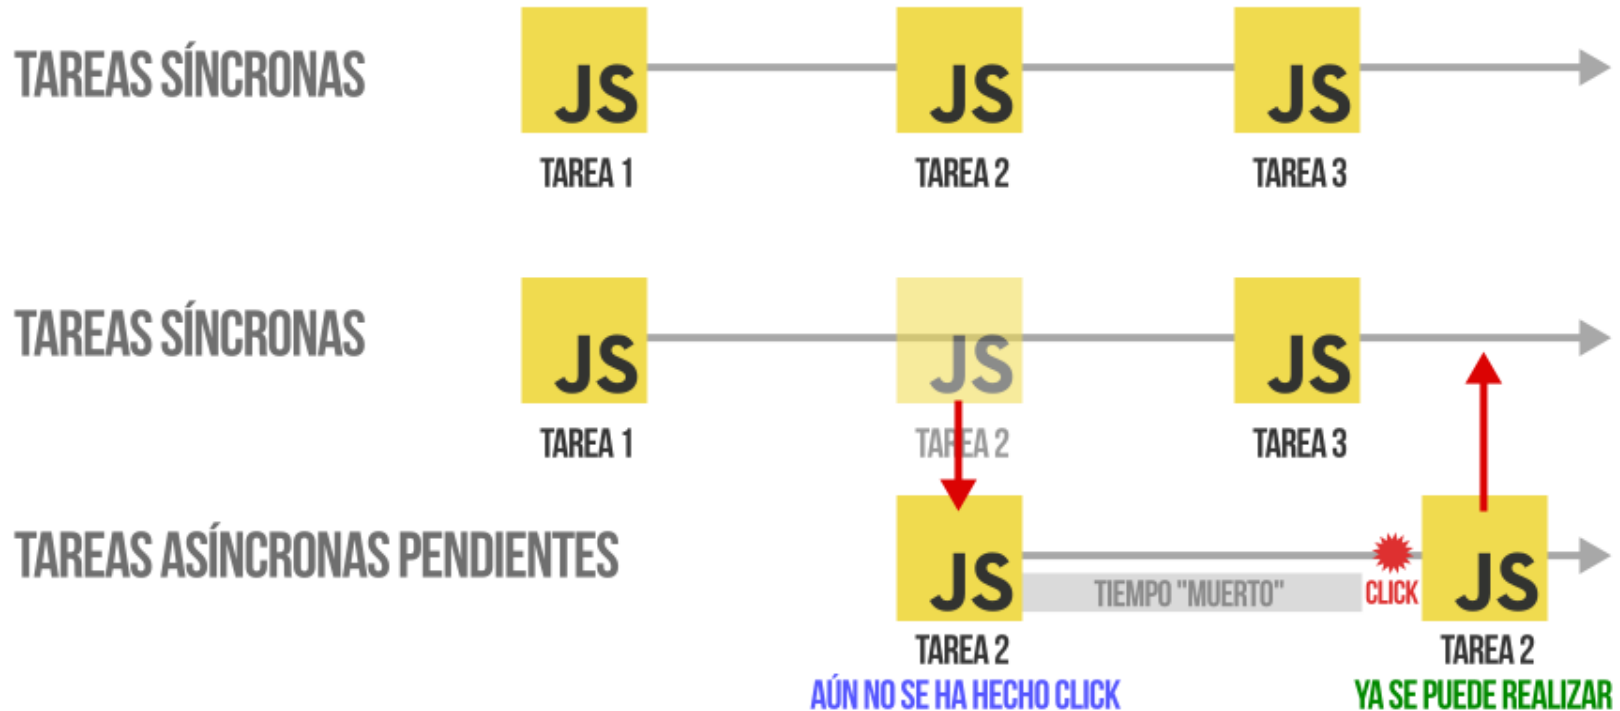 TAREAS SÍNCRONAS
JS
JS
JS
TAREA 1
TAREA 2
TAREA 3
TAREAS SÍNCRONAS
JS
JS
JS
TAREA 1
TAREA 2
TAREA 3
TAREAS ASÍNCRONAS PENDIENTES
JS
TIEMPO "MUERTO"
CLICK
JS
TAREA 2
TAREA 2
AÚN NO SE HA HECHO CLICK
YA SE PUEDE REALIZAR